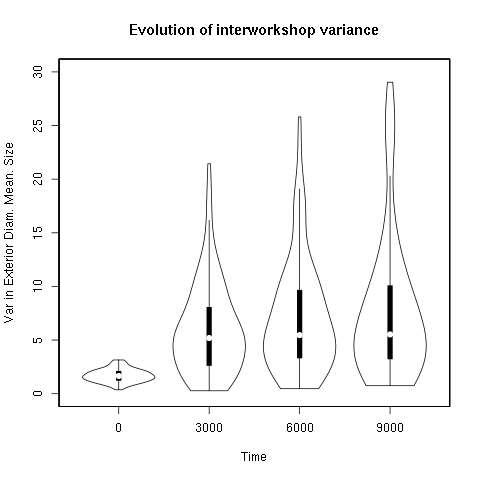 Evolution of interworkshop variance
Var in Exterior Diam. Mean. Size
30
25
20
15
10
5
0
0 3000 6000 9000
Time